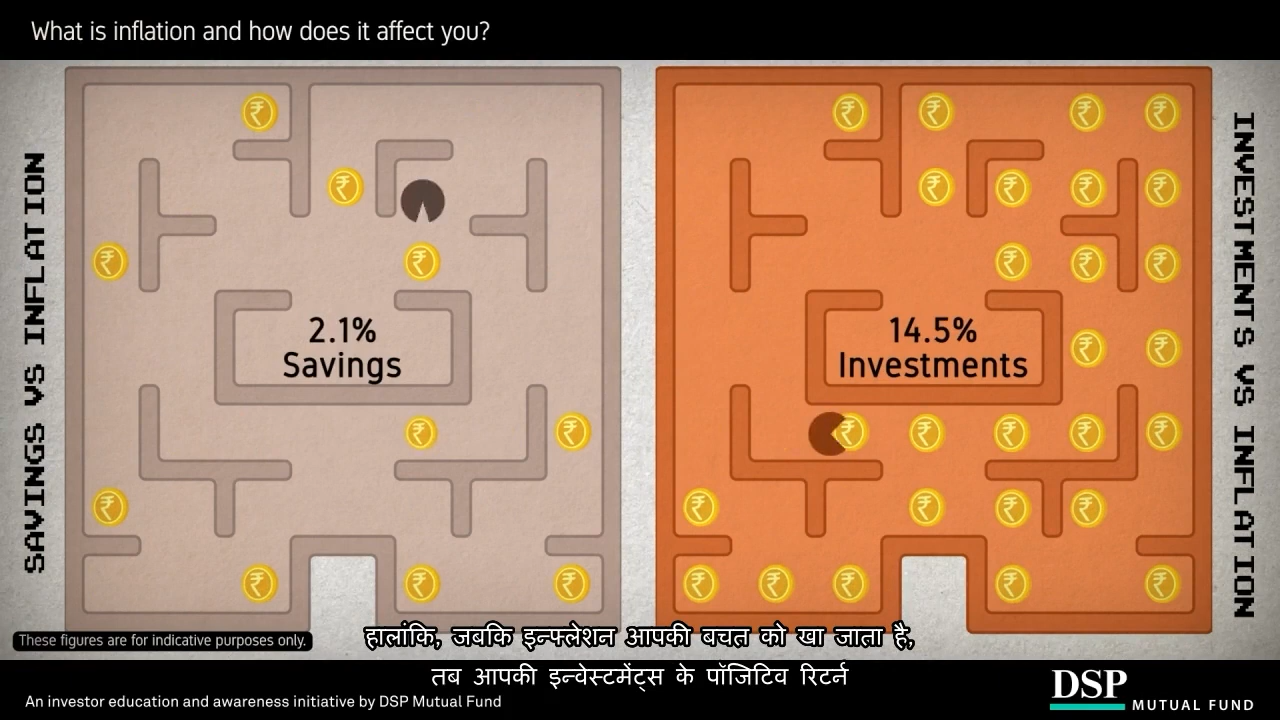 What is inflation and how does it affect you?
SAVINGS VS INFLATION
2.1%
Savings
14.5%
Investments
INVESTMENTS VS INFLATION
These figures are for indicative purposes only.
हालांकि, जबकि इन्फ्लेशन आपकी बचत को खा जाता है,
तब आपकी इन्वेस्टमेंट्स के पॉजिटिव रिटर्न
An investor education and awareness initiative by DSP Mutual Fund
DSP
MUTUAL FUND